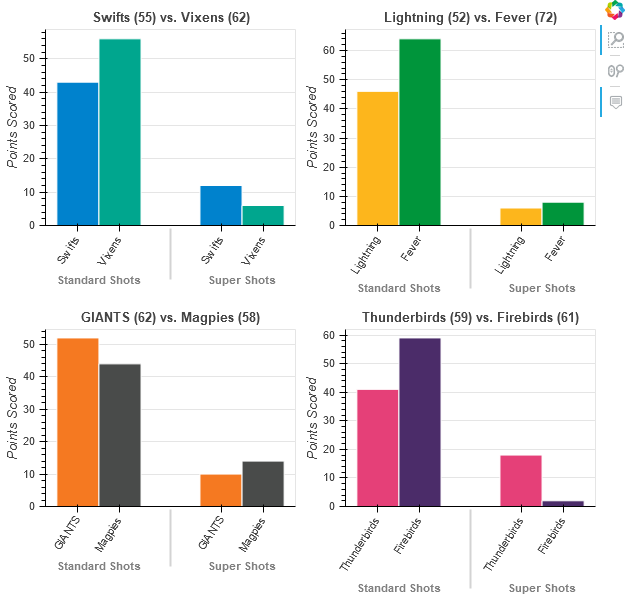 Swifts (55) vs. Vixens (62)
Points Scored
50
40
30
20
10
0
Swifts
Vixens
Swifts
Vixens
Standard Shots
Super Shots
Lightning (52) vs. Fever (72)
Points Scored
60
50
40
30
20
10
0
Lightning
Fever
Lightning
Fever
Standard Shots
Super Shots
GIANTS (62) vs. Magpies (58)
Points Scored
50
40
30
20
10
0
GIANTS
Magpies
GIANTS
Magpies
Standard Shots
Super Shots
Thunderbirds (59) vs. Firebirds (61)
Points Scored
60
50
40
30
20
10
0
Thunderbirds
Firebirds
Thunderbirds
Firebirds
Standard Shots
Super Shots